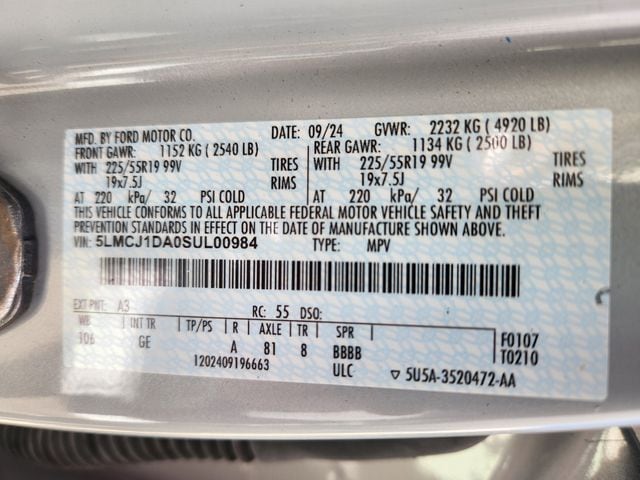 MFD. BY FORD MOTOR CO. DATE: 09/24 GVWR: 2232 KG ( 4920 LB)
FRONT GAWR: 1152 KG ( 2540 LB) REAR GAWR: 1134 KG ( 2500 LB)
WITH 225/55R19 99V TIRES WITH 225/55R19 99V TIRES
19x7.5J RIMS 19x7.5J RIMS
AT 220 kPa/ 32 PSI COLD AT 220 kPa/ 32 PSI COLD
THIS VEHICLE CONFORMS TO ALL APPLICABLE FEDERAL MOTOR VEHICLE SAFETY AND THEFT
PREVENTION STANDARDS IN EFFECT ON THE DATE OF MANUFACTURE SHOWN ABOVE.
VIN: 5LMCJ1DA0SUL00984 TYPE: MPV
EXT PNT: A3 RC: 55 DSO:
WB INT TR TP/PS R AXLE TR SPR F0107
106 GE A 81 8 BBBB T0210
1202409196663 ULC ▽ 5U5A-3520472-AA